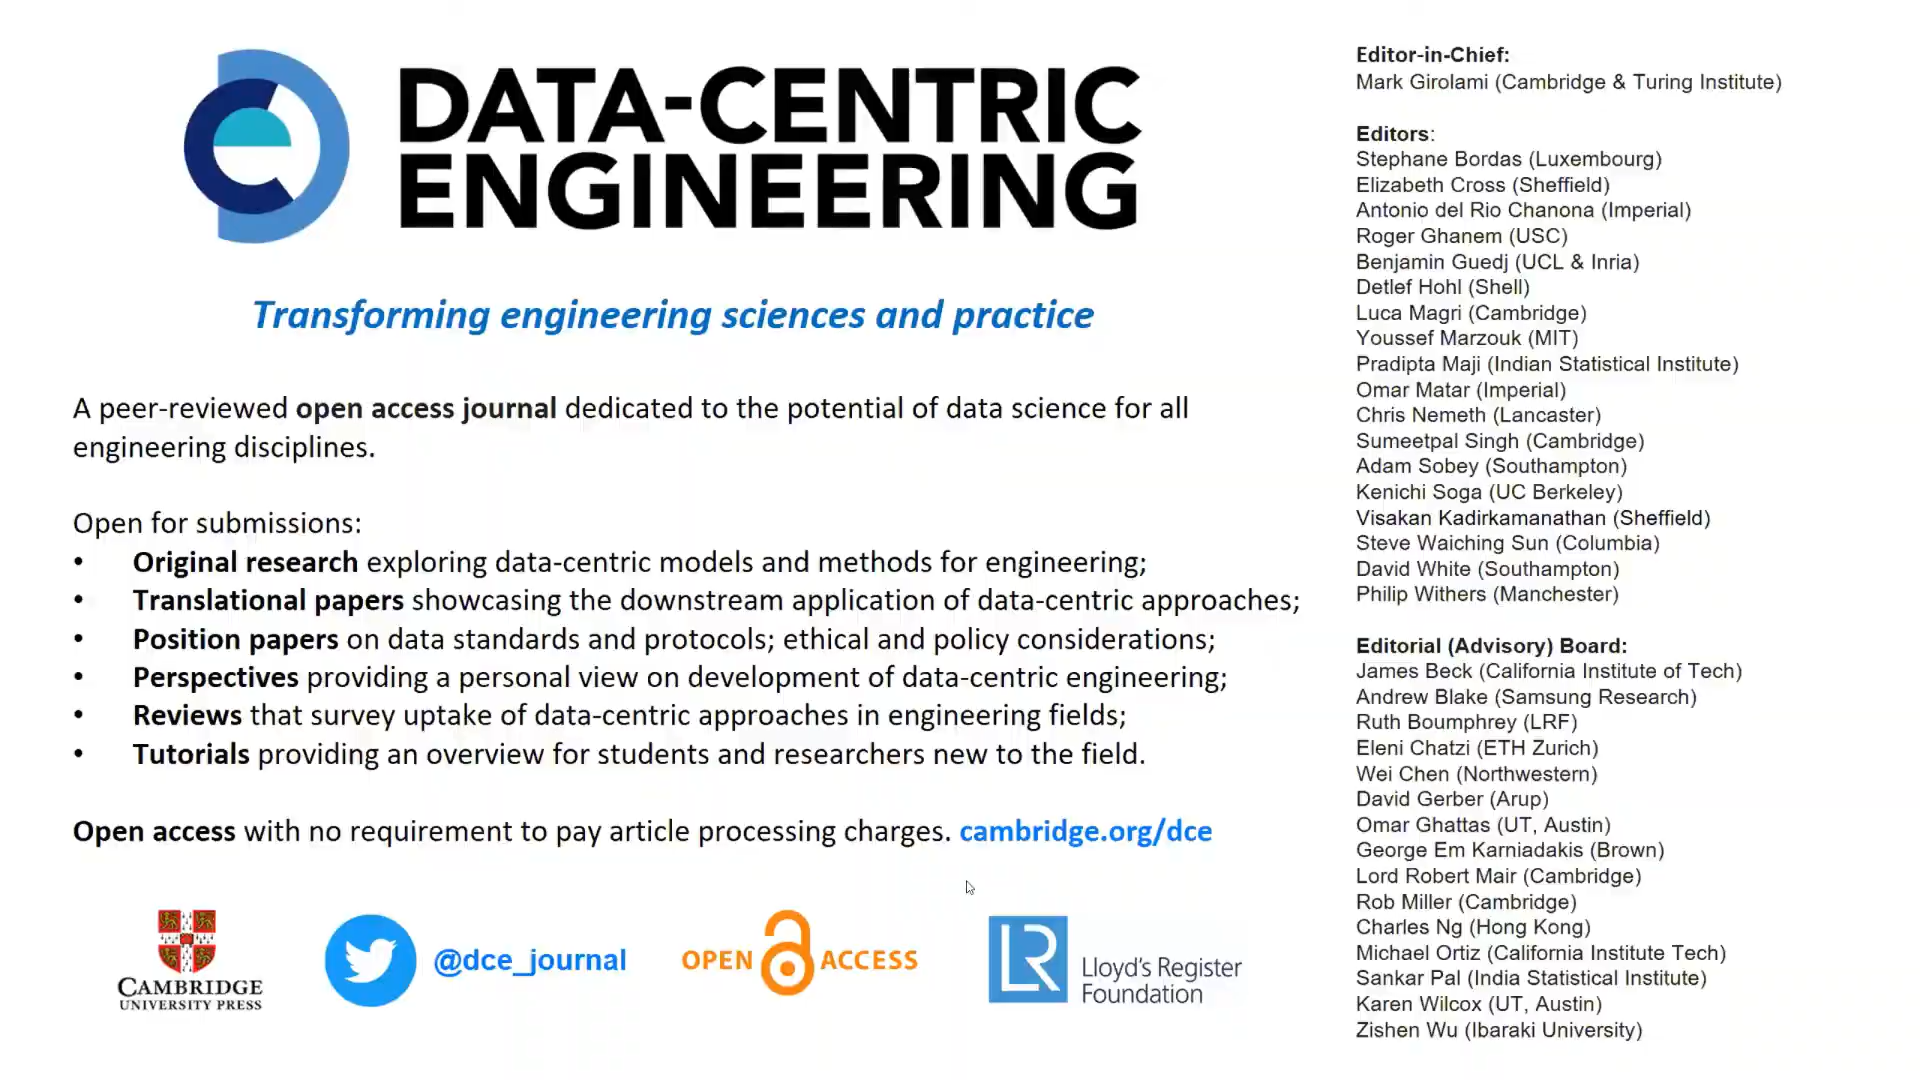 DATA-CENTRIC
ENGINEERING
Transforming engineering sciences and practice
A peer-reviewed open access journal dedicated to the potential of data science for all
engineering disciplines.
Open for submissions:
• Original research exploring data-centric models and methods for engineering;
• Translational papers showcasing the downstream application of data-centric approaches;
• Position papers on data standards and protocols; ethical and policy considerations;
• Perspectives providing a personal view on development of data-centric engineering;
• Reviews that survey uptake of data-centric approaches in engineering fields;
• Tutorials providing an overview for students and researchers new to the field.
Open access with no requirement to pay article processing charges. cambridge.org/dce
CAMBRIDGE
UNIVERSITY PRESS
@dce_journal
OPEN ACCESS
LR
Lloyd's Register
Foundation
Editor-in-Chief:
Mark Girolami (Cambridge & Turing Institute)
Editors:
Stephane Bordas (Luxembourg)
Elizabeth Cross (Sheffield)
Antonio del Rio Chanona (Imperial)
Roger Ghanem (USC)
Benjamin Guedj (UCL & Inria)
Detlef Hohl (Shell)
Luca Magri (Cambridge)
Youssef Marzouk (MIT)
Pradipta Maji (Indian Statistical Institute)
Omar Matar (Imperial)
Chris Nemeth (Lancaster)
Sumeetpal Singh (Cambridge)
Adam Sobey (Southampton)
Kenichi Soga (UC Berkeley)
Visakan Kadirkamanathan (Sheffield)
Steve Waiching Sun (Columbia)
David White (Southampton)
Philip Withers (Manchester)
Editorial (Advisory) Board:
James Beck (California Institute of Tech)
Andrew Blake (Samsung Research)
Ruth Boumphrey (LRF)
Eleni Chatzi (ETH Zurich)
Wei Chen (Northwestern)
David Gerber (Arup)
Omar Ghattas (UT, Austin)
George Em Karniadakis (Brown)
Lord Robert Mair (Cambridge)
Rob Miller (Cambridge)
Charles Ng (Hong Kong)
Michael Ortiz (California Institute Tech)
Sankar Pal (India Statistical Institute)
Karen Wilcox (UT, Austin)
Zishen Wu (Ibaraki University)